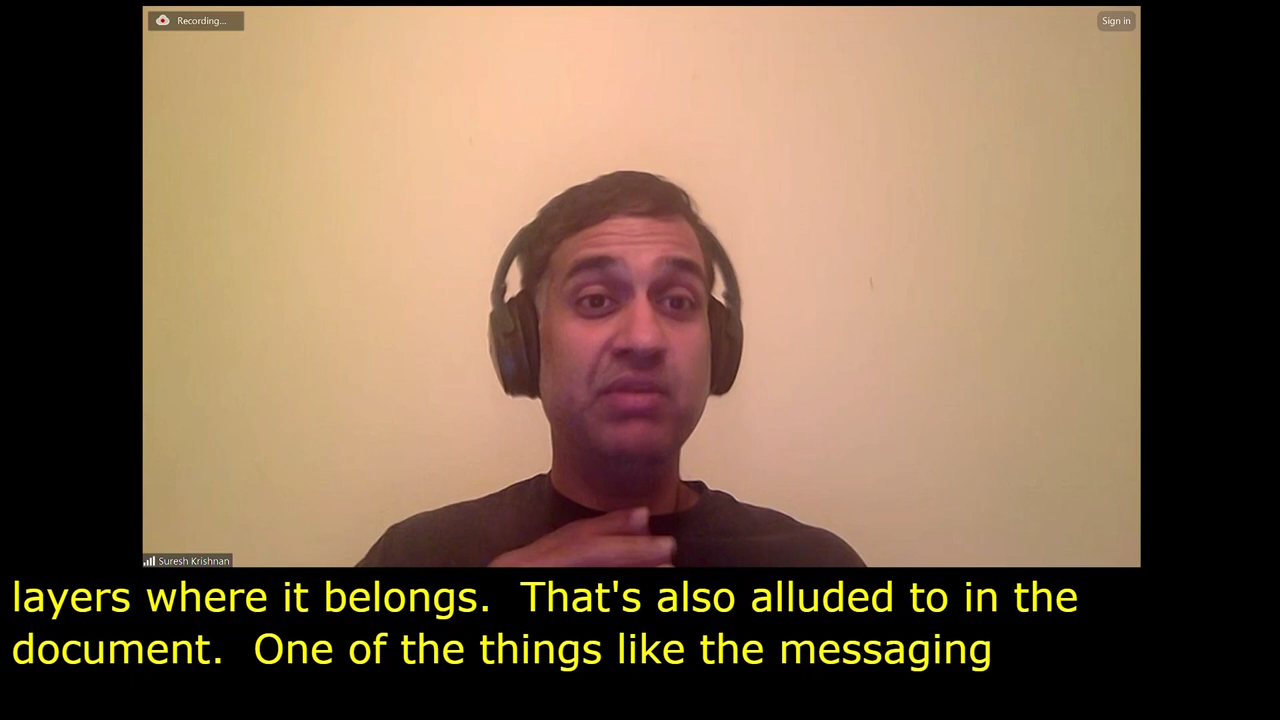 Recording...
Sign in
Suresh Krishnan
layers where it belongs.  That's also alluded to in the
document.  One of the things like the messaging